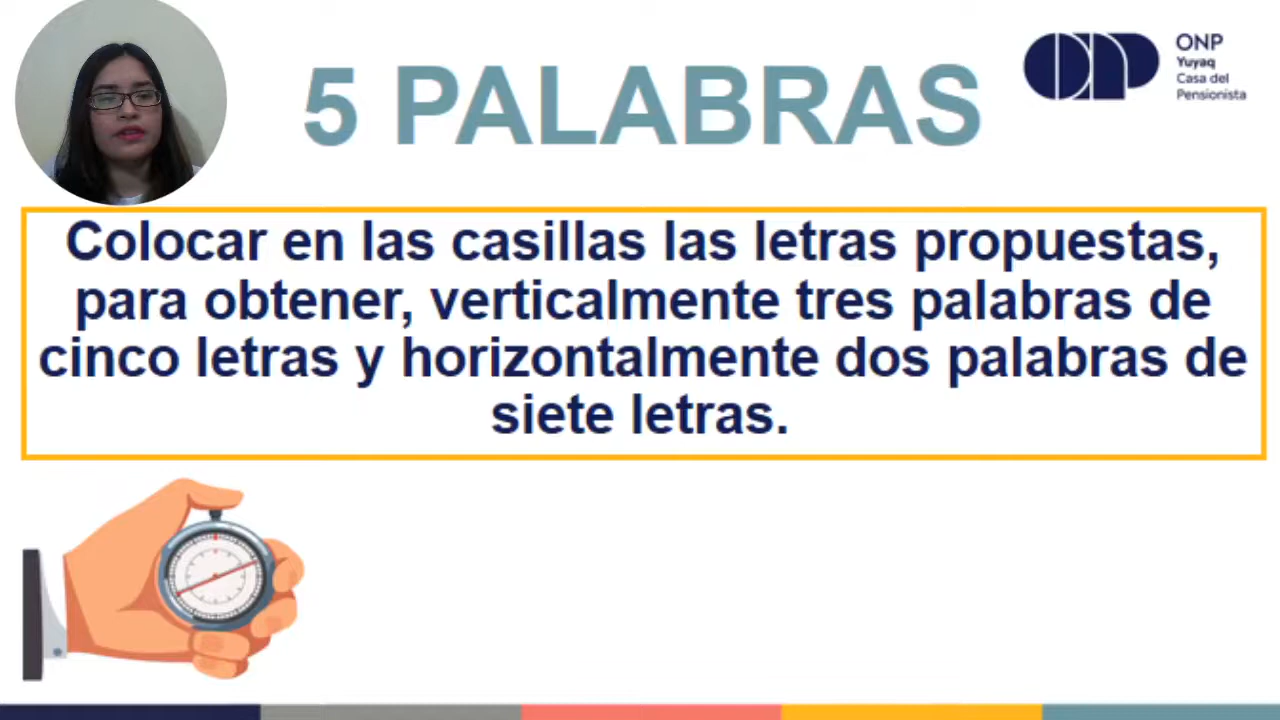 5 PALABRAS
ONP
Yuyaq
Casa del
Pensionista
Colocar en las casillas las letras propuestas,
para obtener, verticalmente tres palabras de
cinco letras y horizontalmente dos palabras de
siete letras.